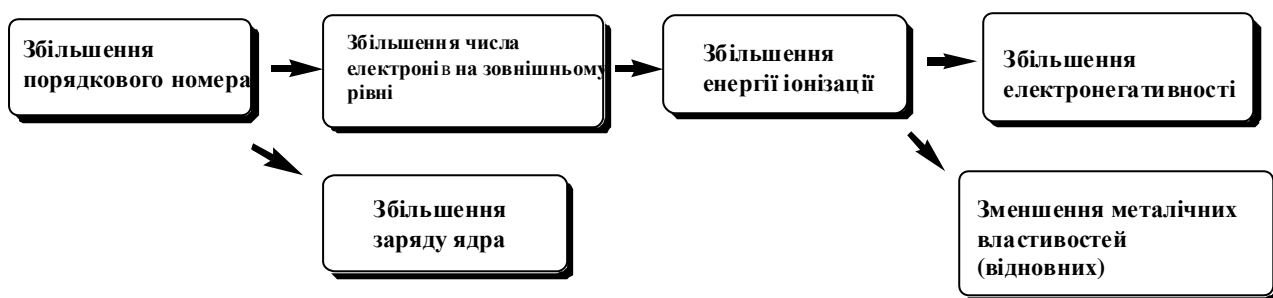 Збільшення
порядкового номера
Збільшення числа
електронів на зовнішньому
рівні
Збільшення
енергії іонізації
Збільшення
електронегативності
Збільшення
заряду ядра
Зменшення металічних
властивостей
(відновних)